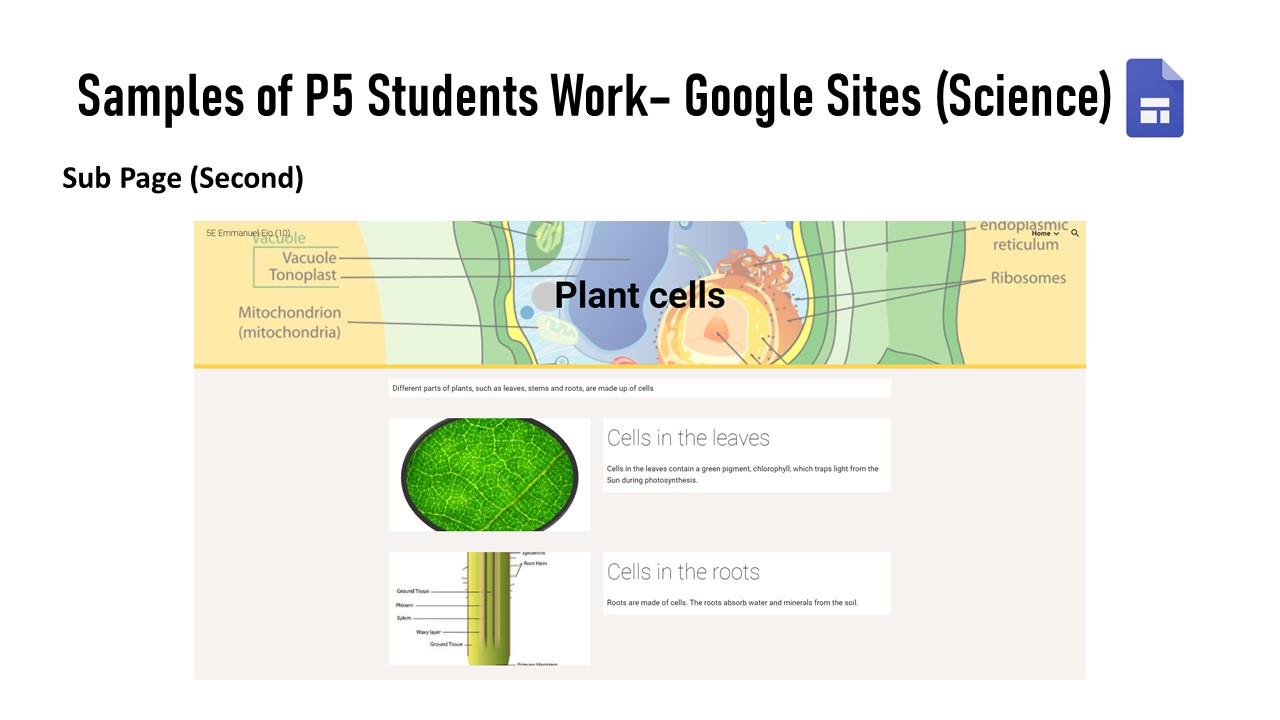 Samples of P5 Students Work– Google Sites (Science)
Sub Page (Second)
5E Emmanuel Ejo (10)
Home
Vacuole
Vacuole
Tonoplast
Mitochondrion
(mitochondria)
endoplasmic
reticulum
Ribosomes
Plant cells
Different parts of plants, such as leaves, stems and roots, are made up of cells
Cells in the leaves
Cells in the leaves contain a green pigment, chlorophyll, which traps light from the
Sun during photosynthesis.
Epidermis
Root Hairs
Ground Tissue
Phloem
Xylem
Waxy layer
Ground Tissue
Primary Meristem
Cells in the roots
Roots are made of cells. The roots absorb water and minerals from the soil.